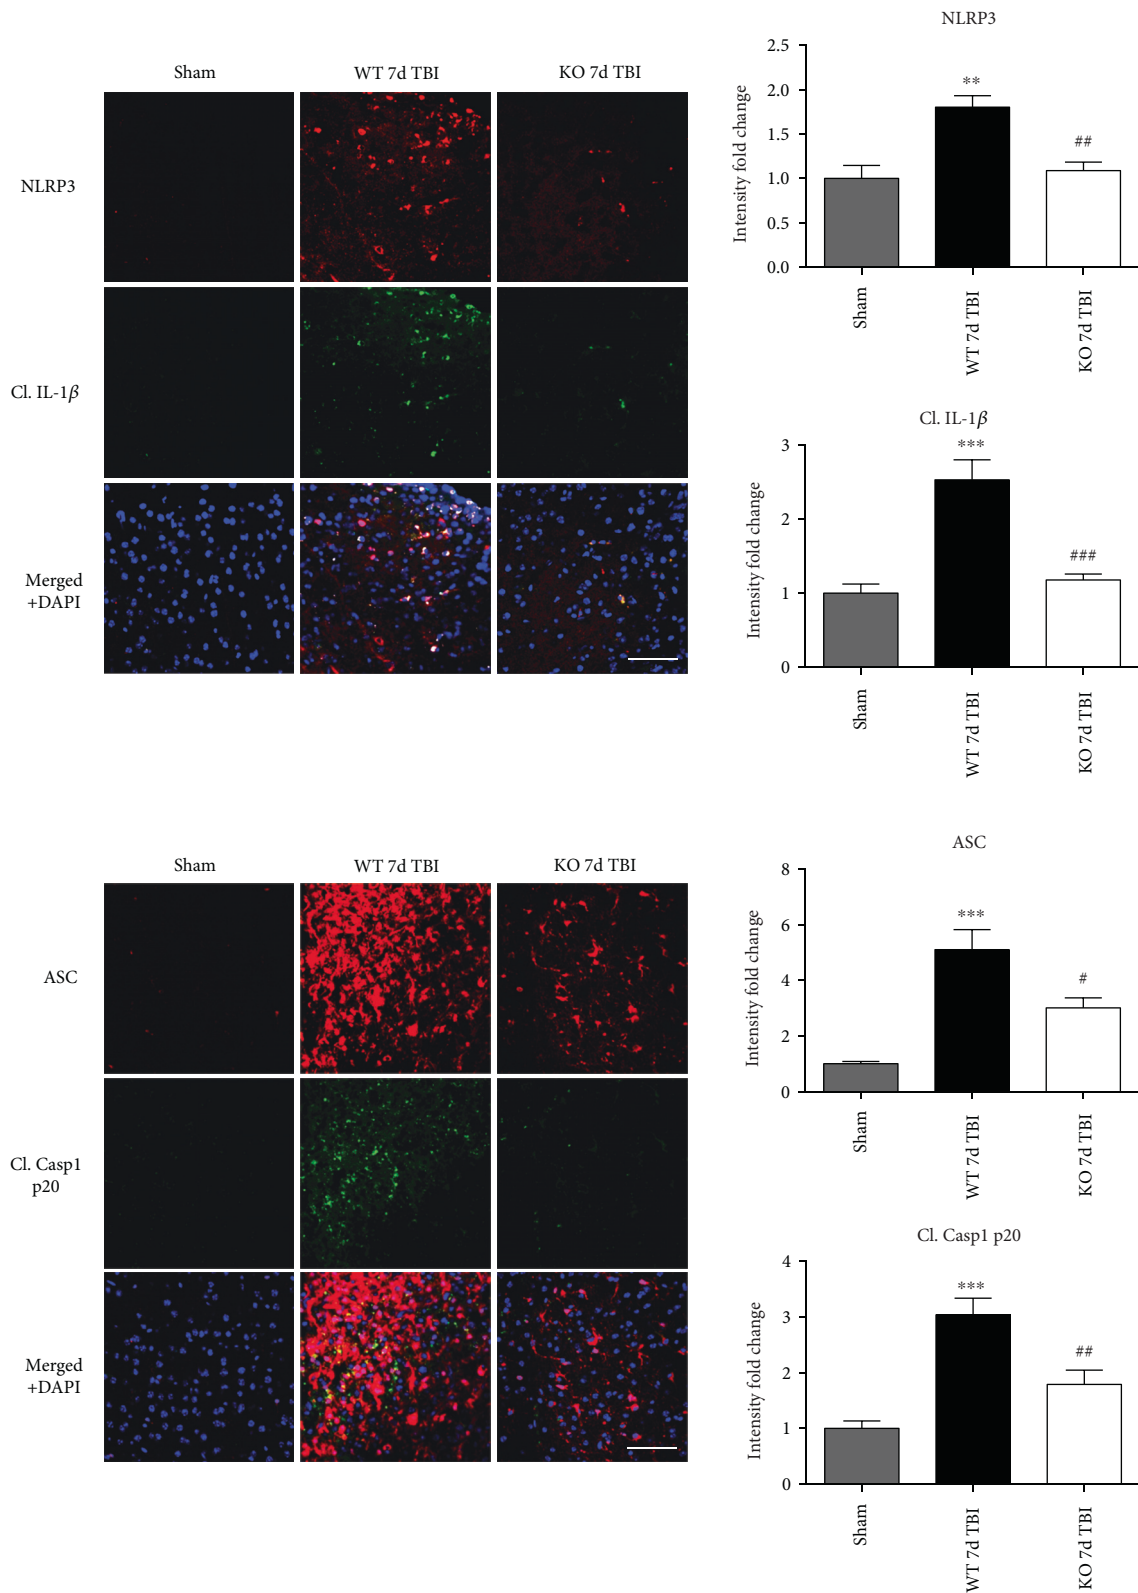 Sham
WT 7d TBI
KO 7d TBI
NLRP3
Cl. IL-1β
Merged
+DAPI
NLRP3
Intensity fold change
2.5
2.0
1.5
1.0
0.5
0.0
**
##
Sham
WT 7d TBI
KO 7d TBI
Cl. IL-1β
Intensity fold change
3
2
1
0
***
###
Sham
WT 7d TBI
KO 7d TBI
Sham
WT 7d TBI
KO 7d TBI
ASC
Cl. Casp1
p20
Merged
+DAPI
ASC
Intensity fold change
8
6
4
2
0
***
#
Sham
WT 7d TBI
KO 7d TBI
Cl. Casp1 p20
Intensity fold change
4
3
2
1
0
***
##
Sham
WT 7d TBI
KO 7d TBI